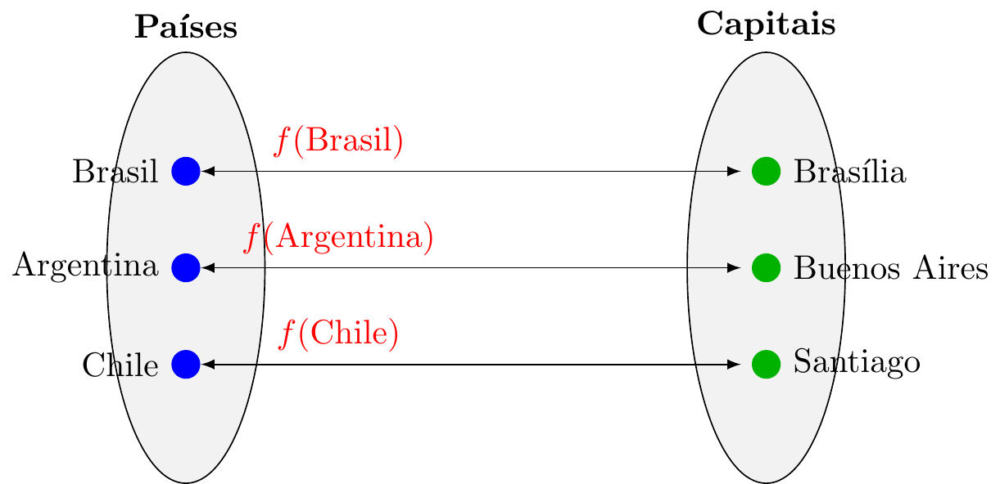 Países
Capitais
f(Brasil)
Brasil
Brasília
f(Argentina)
Argentina
Buenos Aires
f(Chile)
Chile
Santiago